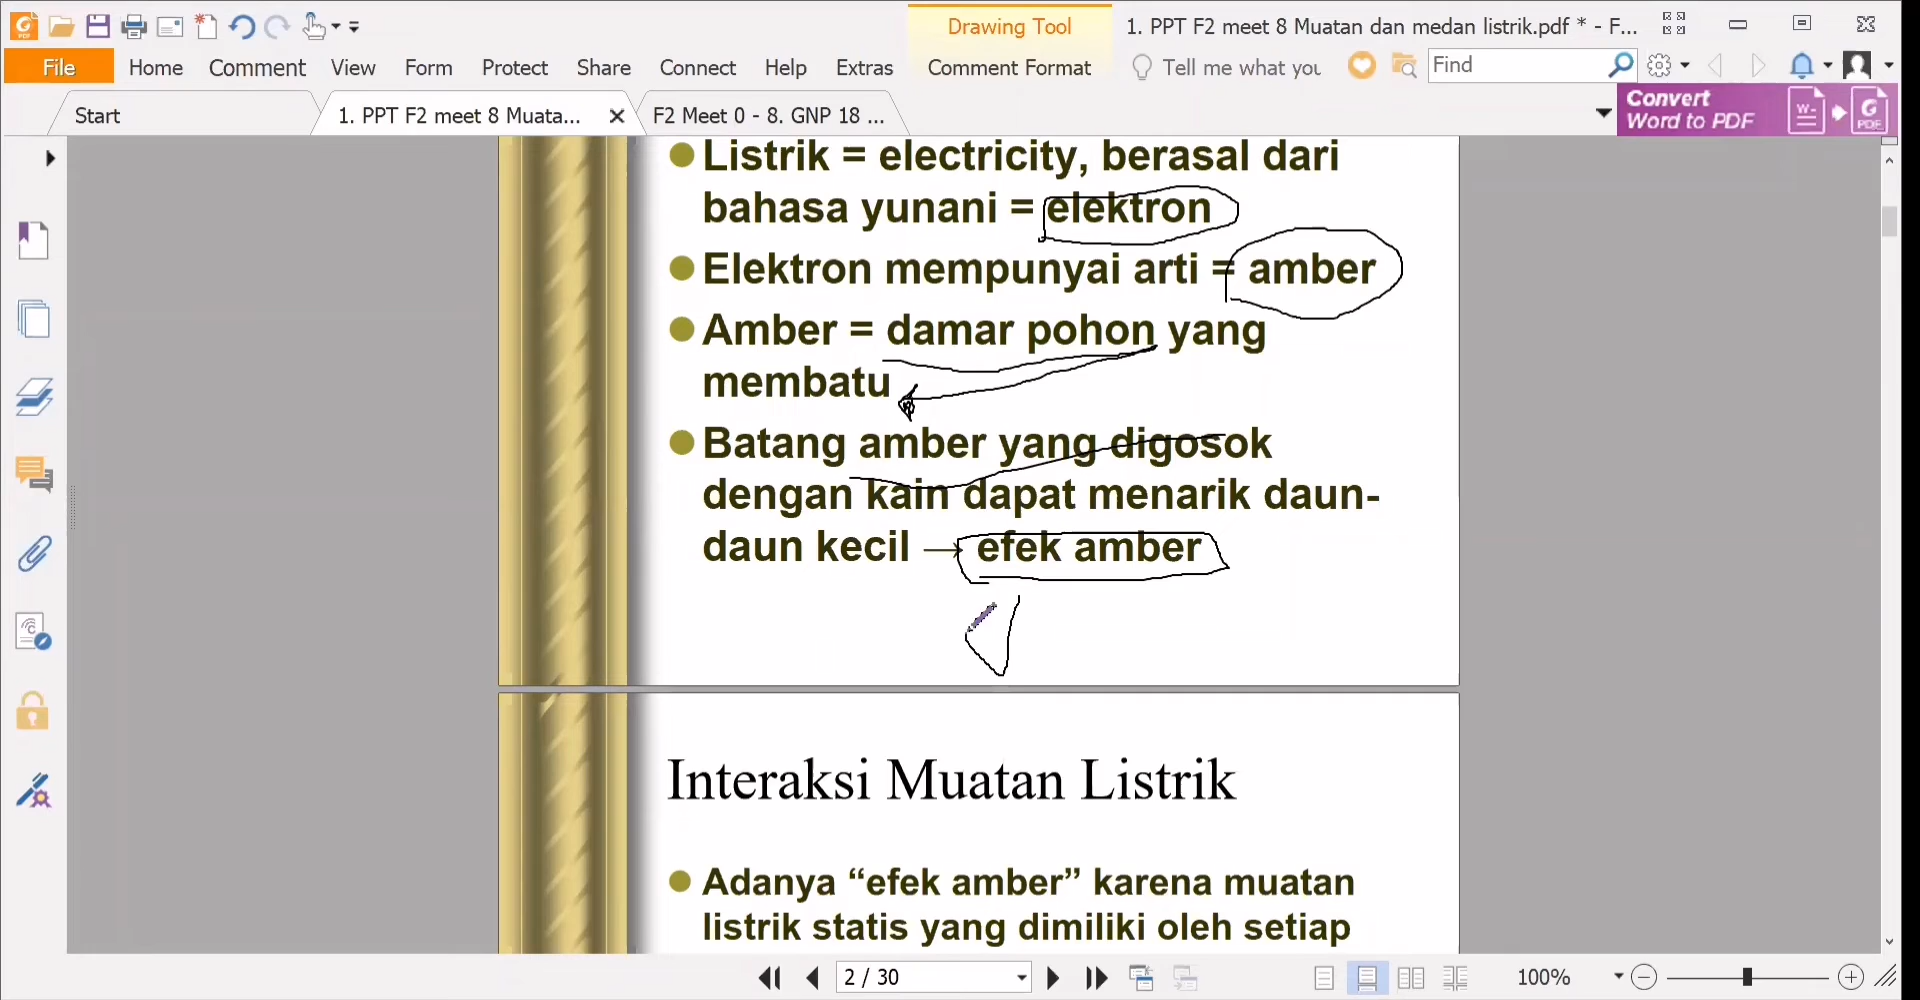 Drawing Tool
1. PPT F2 meet 8 Muatan dan medan listrik.pdf * - F...
File
Home
Comment
View
Form
Protect
Share
Connect
Help
Extras
Comment Format
Tell me what you
Find
Start
1. PPT F2 meet 8 Muata...
F2 Meet 0 - 8. GNP 18 ...
Convert
Word to PDF
Listrik = electricity, berasal dari
bahasa yunani = elektron
Elektron mempunyai arti = amber
Amber = damar pohon yang
membatu
Batang amber yang digosok
dengan kain dapat menarik daun-
daun kecil → efek amber
Interaksi Muatan Listrik
Adanya “efek amber” karena muatan
listrik statis yang dimiliki oleh setiap
2 / 30
100%